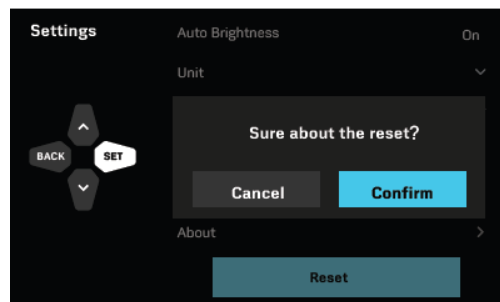 Settings
Auto Brightness On
Unit
Sure about the reset?
BACK SET
Cancel Confirm
About
Reset